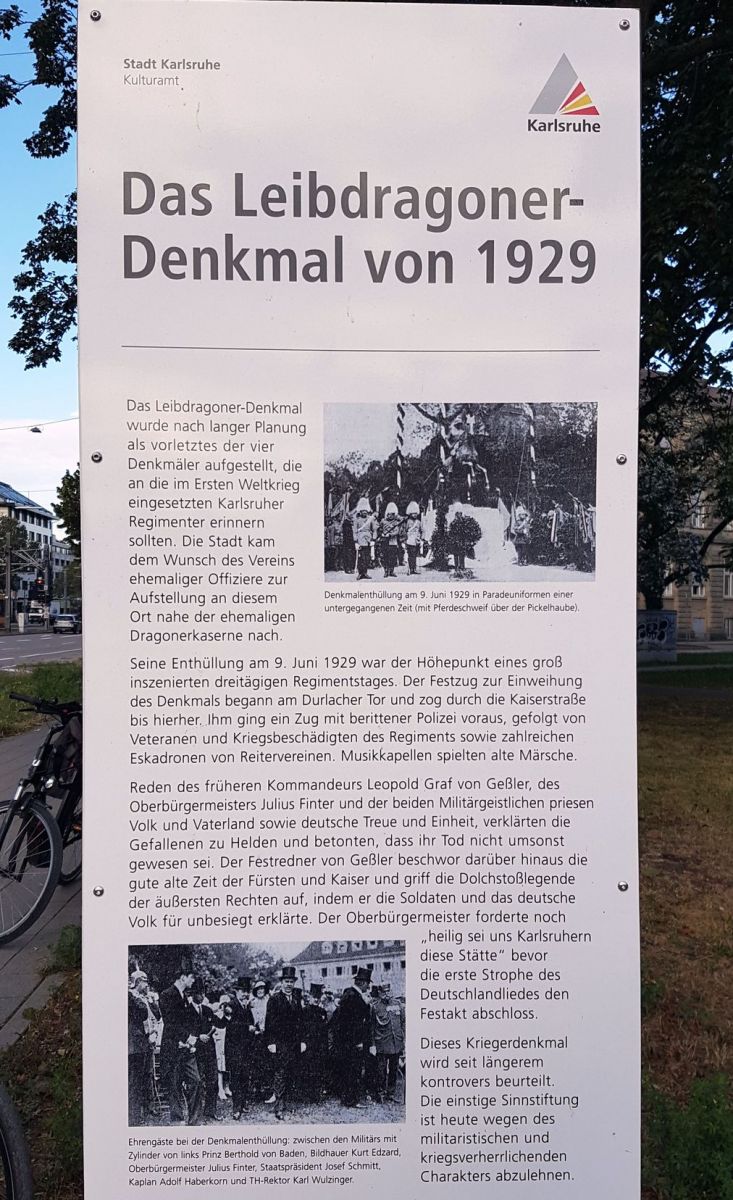 Stadt Karlsruhe
Kulturamt
Karlsruhe
Das Leibdragoner-
Denkmal von 1929
Das Leibdragoner-Denkmal
wurde nach langer Planung
als vorletztes der vier
Denkmäler aufgestellt, die
an die im Ersten Weltkrieg
eingesetzten Karlsruher
Regimenter erinnern
sollten. Die Stadt kam
dem Wunsch des Vereins
ehemaliger Offiziere zur
Aufstellung an diesem
Ort nahe der ehemaligen
Dragonerkaserne nach.
Denkmalenthüllung am 9. Juni 1929 in Paradeuniformen einer
untergegangenen Zeit (mit Pferdeschweif über der Pickelhaube).
Seine Enthüllung am 9. Juni 1929 war der Höhepunkt eines groß
inszenierten dreitägigen Regimentstages. Der Festzug zur Einweihung
des Denkmals begann am Durlacher Tor und zog durch die Kaiserstraße
bis hierher. Ihm ging ein Zug mit berittener Polizei voraus, gefolgt von
Veteranen und Kriegsbeschädigten des Regiments sowie zahlreichen
Eskadronen von Reitervereinen. Musikkapellen spielten alte Märsche.
Reden des früheren Kommandeurs Leopold Graf von Geßler, des
Oberbürgermeisters Julius Finter und der beiden Militärgeistlichen priesen
Volk und Vaterland sowie deutsche Treue und Einheit, verklärten die
Gefallenen zu Helden und betonten, dass ihr Tod nicht umsonst
gewesen sei. Der Festredner von Geßler beschwor darüber hinaus die
gute alte Zeit der Fürsten und Kaiser und griff die Dolchstoßlegende
der äußersten Rechten auf, indem er die Soldaten und das deutsche
Volk für unbesiegt erklärte. Der Oberbürgermeister forderte noch
„heilig sei uns Karlsruhern
diese Stätte“ bevor
die erste Strophe des
Deutschlandliedes den
Festakt abschloss.
Dieses Kriegerdenkmal
wird seit längerem
kontrovers beurteilt.
Die einstige Sinnstiftung
ist heute wegen des
militaristischen und
kriegsverherrlichenden
Charakters abzulehnen.
Ehrengäste bei der Denkmalenthüllung: zwischen den Militärs mit
Zylinder von links Prinz Berthold von Baden, Bildhauer Kurt Edzard,
Oberbürgermeister Julius Finter, Staatspräsident Josef Schmitt,
Kaplan Adolf Haberkorn und TH-Rektor Karl Wulzinger.